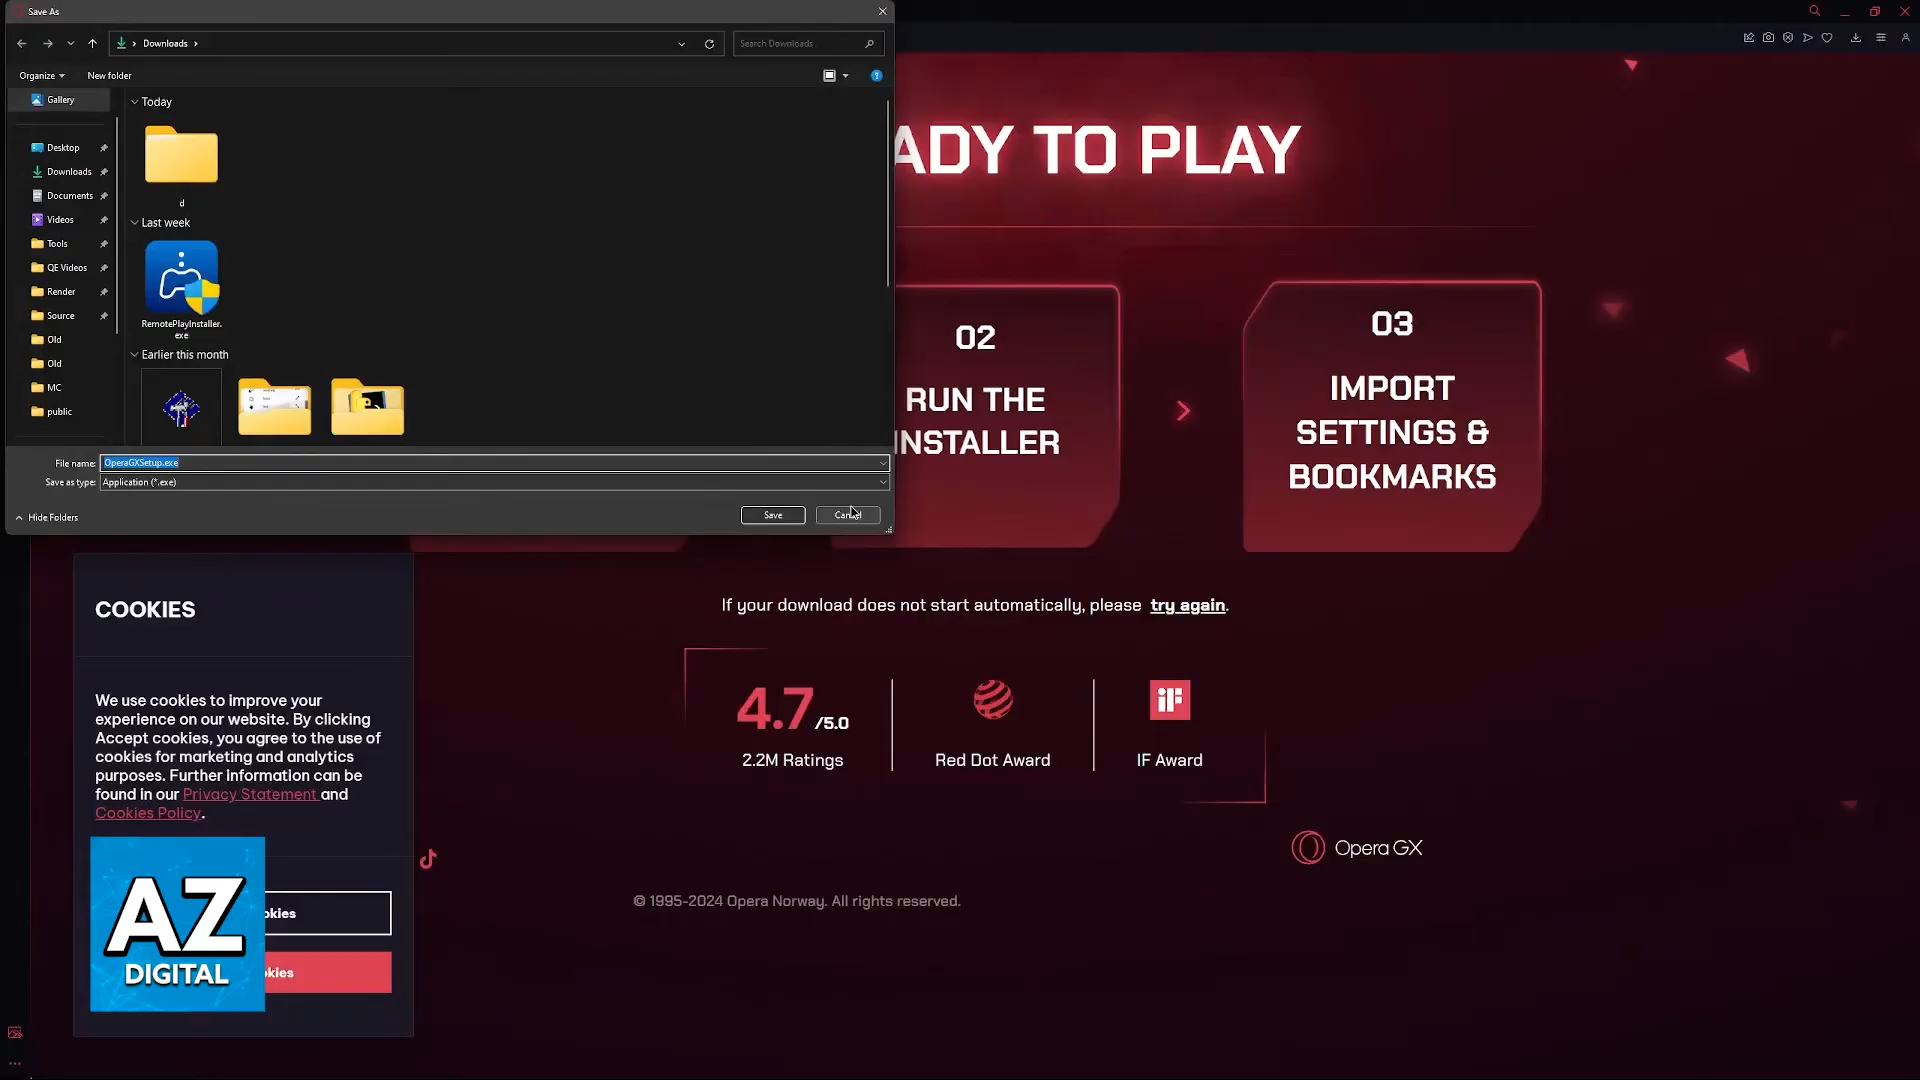 Save As
Downloads
Search Downloads
Organize
New folder
Gallery
Desktop
Downloads
Documents
Videos
Tools
QE Videos
Render
Source
Old
Old
MC
public
Today
d
Last week
RemotePlayInstaller.
exe
Earlier this month
File name:
OperaGXSetup.exe
Save as type:
Application (*.exe)
Hide Folders
Save
Cancel
ADY TO PLAY
02
RUN THE
INSTALLER
03
IMPORT
SETTINGS &
BOOKMARKS
If your download does not start automatically, please try again.
4.7/5.0
2.2M Ratings
Red Dot Award
iF
IF Award
Opera GX
© 1995-2024 Opera Norway. All rights reserved.
COOKIES
We use cookies to improve your
experience on our website. By clicking
Accept cookies, you agree to the use of
cookies for marketing and analytics
purposes. Further information can be
found in our Privacy Statement and
Cookies Policy.
okies
okies
AZ
DIGITAL